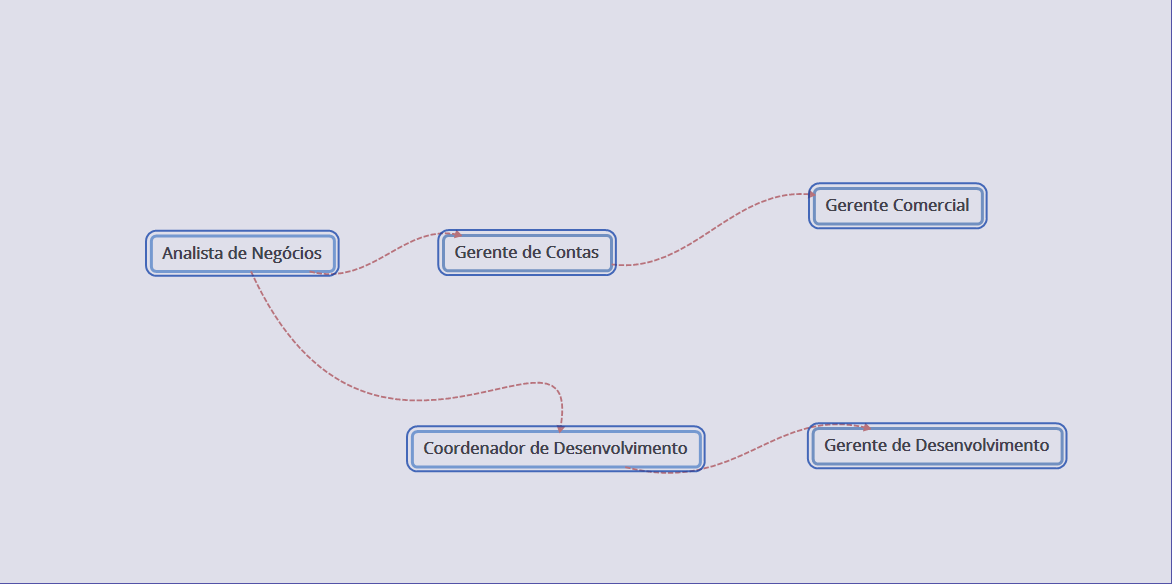 Gerente Comercial
Analista de Negócios
Gerente de Contas
Coordenador de Desenvolvimento
Gerente de Desenvolvimento